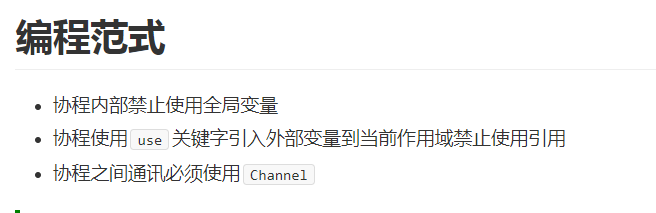 编程范式
协程内部禁止使用全局变量
协程使用 use 关键字引入外部变量到当前作用域禁止使用引用
协程之间通讯必须使用 Channel